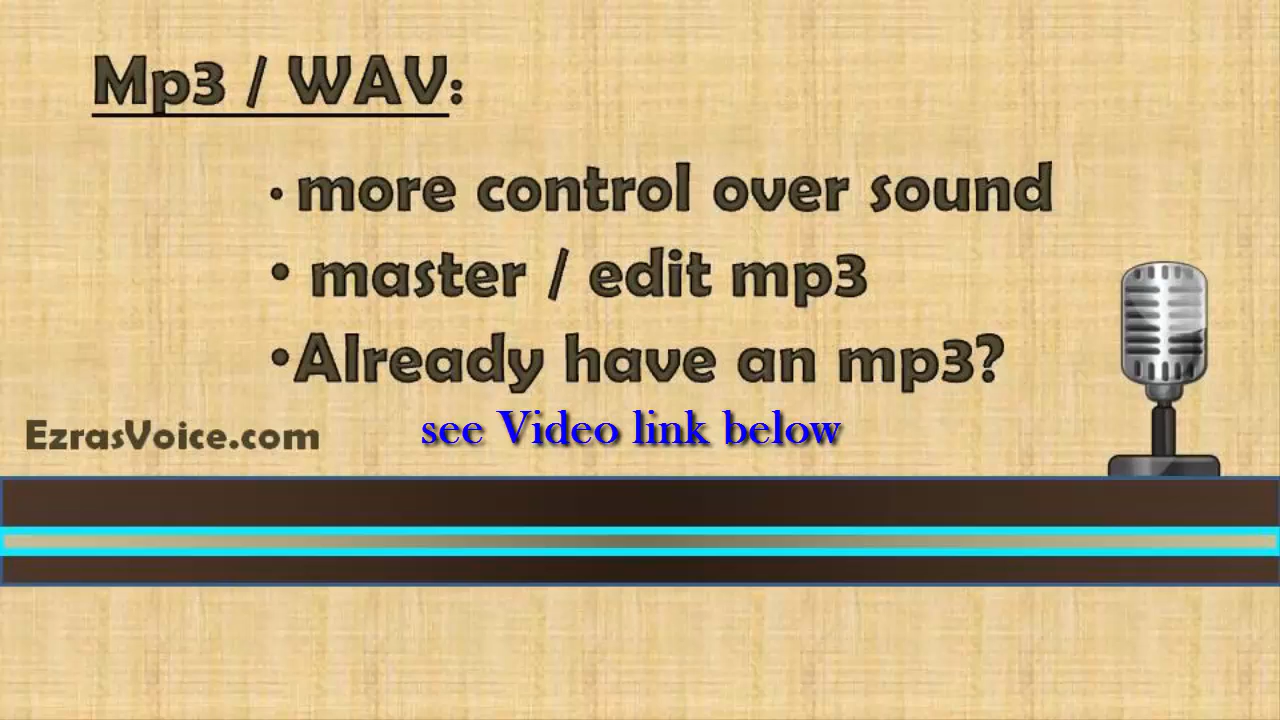 Mp3 / WAV:
• more control over sound
• master / edit mp3
•Already have an mp3?
see Video link below
EzrasVoice.com